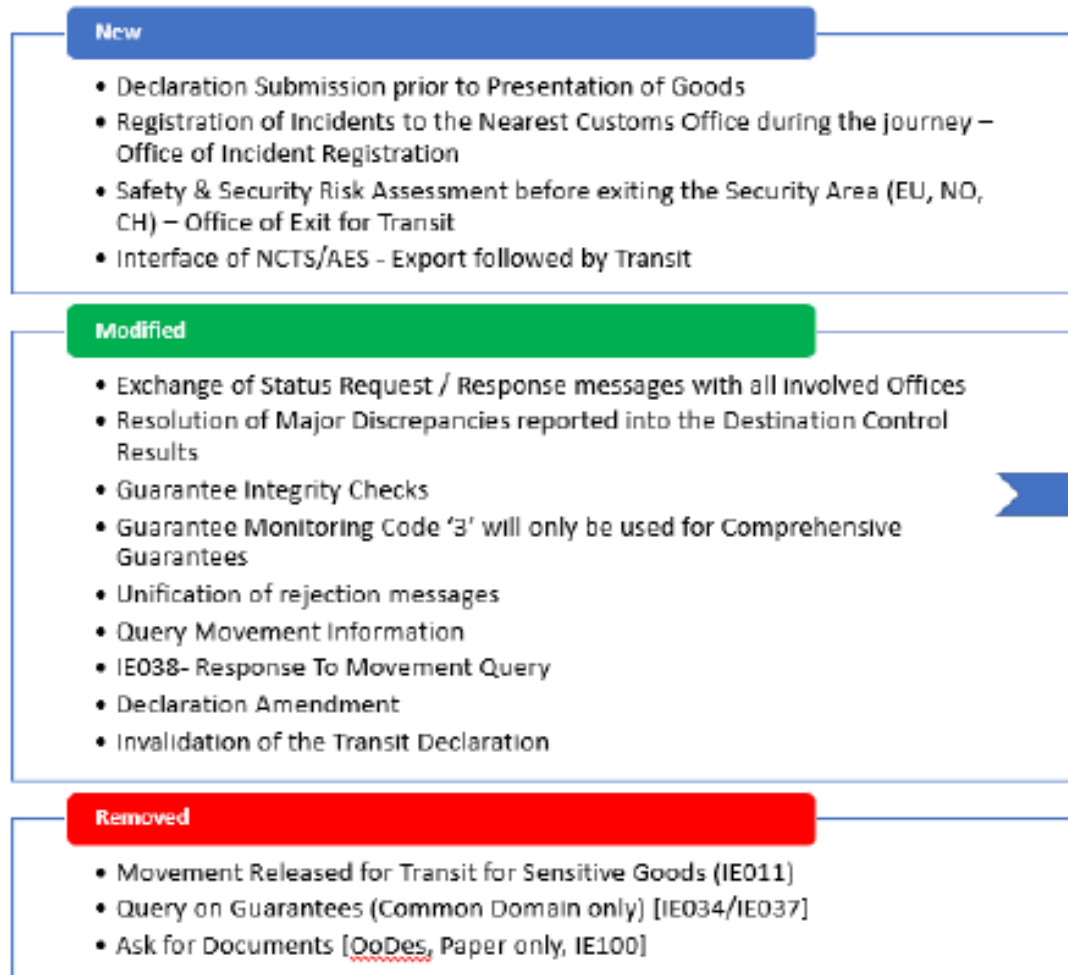 New
• Declaration Submission prior to Presentation of Goods
• Registration of Incidents to the Nearest Customs Office during the journey –
Office of Incident Registration
• Safety & Security Risk Assessment before exiting the Security Area (EU, NO,
CH) – Office of Exit for Transit
• Interface of NCTS/AES - Export followed by Transit
Modified
• Exchange of Status Request / Response messages with all involved Offices
• Resolution of Major Discrepancies reported into the Destination Control
Results
• Guarantee Integrity Checks
• Guarantee Monitoring Code ‘3’ will only be used for Comprehensive
Guarantees
• Unification of rejection messages
• Query Movement Information
• IE038- Response To Movement Query
• Declaration Amendment
• Invalidation of the Transit Declaration
Removed
• Movement Released for Transit for Sensitive Goods (IE011)
• Query on Guarantees (Common Domain only) [IE034/IE037]
• Ask for Documents [OoDes, Paper only, IE100]